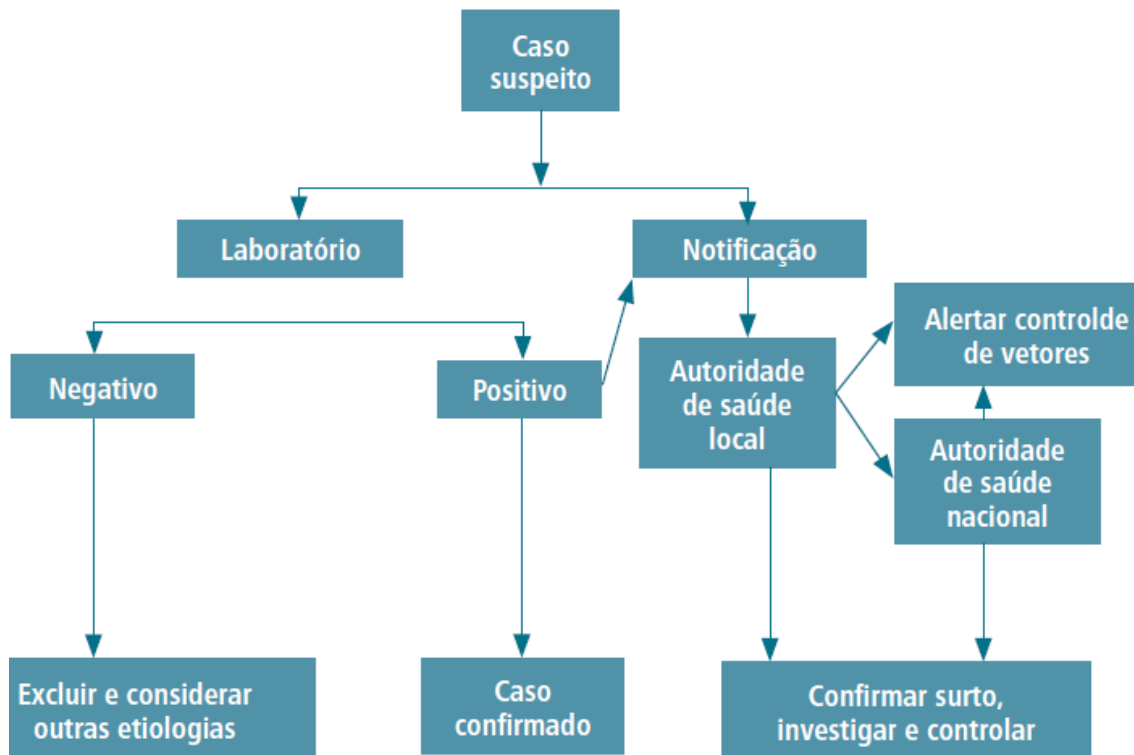 Caso
suspeito
Laboratório
Notificação
Negativo
Positivo
Autoridade
de saúde
local
Alertar controlde
de vetores
Autoridade
de saúde
nacional
Excluir e considerar
outras etiologias
Caso
confirmado
Confirmar surto,
investigar e controlar